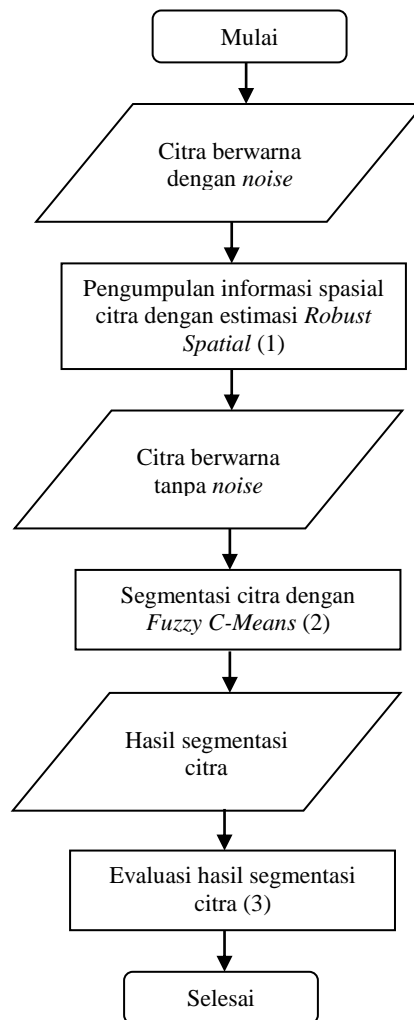 Mulai
Citra berwarna
dengan noise
Pengumpulan informasi spasial
citra dengan estimasi Robust
Spatial (1)
Citra berwarna
tanpa noise
Segmentasi citra dengan
Fuzzy C-Means (2)
Hasil segmentasi
citra
Evaluasi hasil segmentasi
citra (3)
Selesai